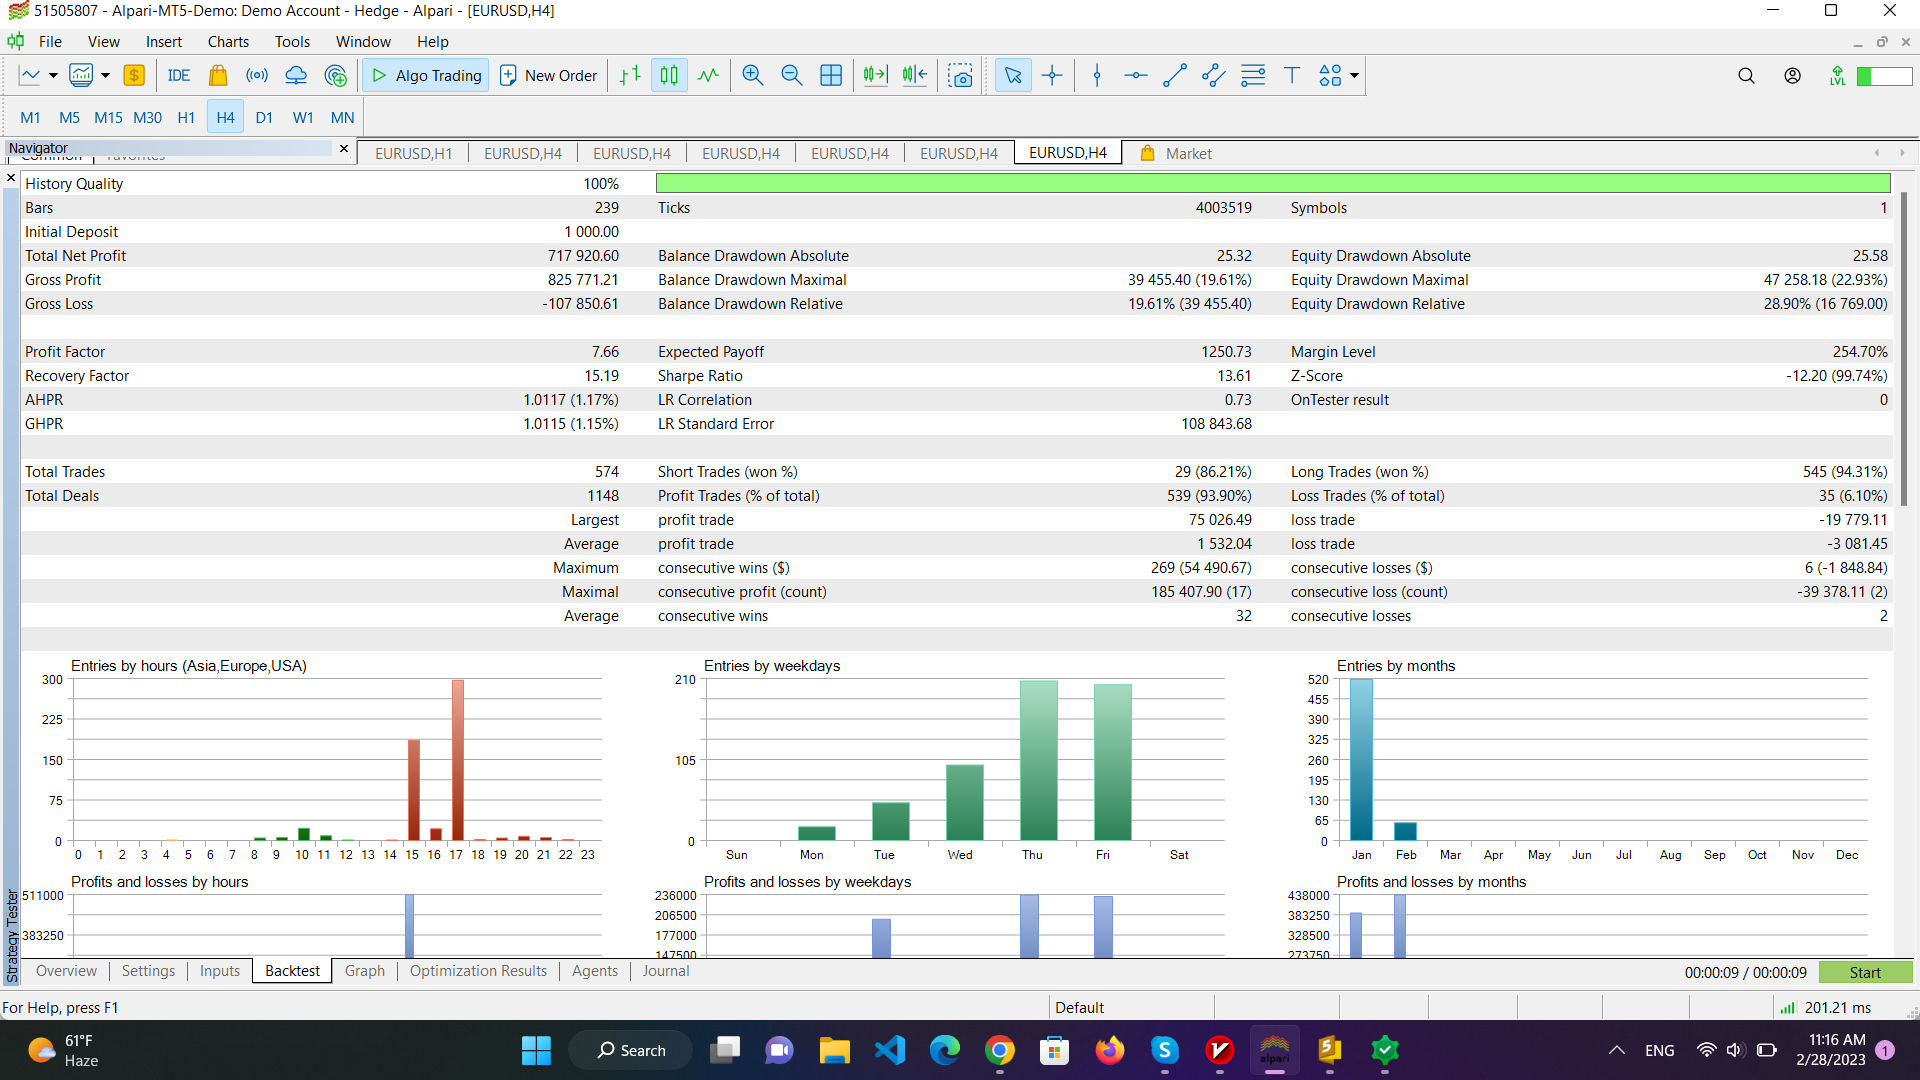 51505807 - Alpari-MT5-Demo: Demo Account - Hedge - Alpari - [EURUSD,H4]
File View Insert Charts Tools Window Help
IDE Algo Trading New Order LVL
M1 M5 M15 M30 H1 H4 D1 W1 MN
Navigator
Common Favorites
EURUSD,H1 EURUSD,H4 EURUSD,H4 EURUSD,H4 EURUSD,H4 EURUSD,H4 EURUSD,H4 Market
History Quality 100%
Bars 239 Ticks 4003519 Symbols 1
Initial Deposit 1 000.00
Total Net Profit 717 920.60 Balance Drawdown Absolute 25.32 Equity Drawdown Absolute 25.58
Gross Profit 825 771.21 Balance Drawdown Maximal 39 455.40 (19.61%) Equity Drawdown Maximal 47 258.18 (22.93%)
Gross Loss -107 850.61 Balance Drawdown Relative 19.61% (39 455.40) Equity Drawdown Relative 28.90% (16 769.00)
Profit Factor 7.66 Expected Payoff 1250.73 Margin Level 254.70%
Recovery Factor 15.19 Sharpe Ratio 13.61 Z-Score -12.20 (99.74%)
AHPR 1.0117 (1.17%) LR Correlation 0.73 OnTester result 0
GHPR 1.0115 (1.15%) LR Standard Error 108 843.68
Total Trades 574 Short Trades (won %) 29 (86.21%) Long Trades (won %) 545 (94.31%)
Total Deals 1148 Profit Trades (% of total) 539 (93.90%) Loss Trades (% of total) 35 (6.10%)
Largest profit trade 75 026.49 loss trade -19 779.11
Average profit trade 1 532.04 loss trade -3 081.45
Maximum consecutive wins ($) 269 (54 490.67) consecutive losses ($) 6 (-1 848.84)
Maximal consecutive profit (count) 185 407.90 (17) consecutive loss (count) -39 378.11 (2)
Average consecutive wins 32 consecutive losses 2
Entries by hours (Asia,Europe,USA)
300
225
150
75
0
0 1 2 3 4 5 6 7 8 9 10 11 12 13 14 15 16 17 18 19 20 21 22 23
Entries by weekdays
210
105
0
Sun Mon Tue Wed Thu Fri Sat
Entries by months
520
455
390
325
260
195
130
65
0
Jan Feb Mar Apr May Jun Jul Aug Sep Oct Nov Dec
Profits and losses by hours
511000
383250
Profits and losses by weekdays
236000
206500
177000
147500
Profits and losses by months
438000
383250
328500
273750
Strategy Tester
Overview Settings Inputs Backtest Graph Optimization Results Agents Journal 00:00:09 / 00:00:09 Start
For Help, press F1 Default 201.21 ms
61°F
Haze
Search
alpari
ENG
11:16 AM
2/28/2023
1